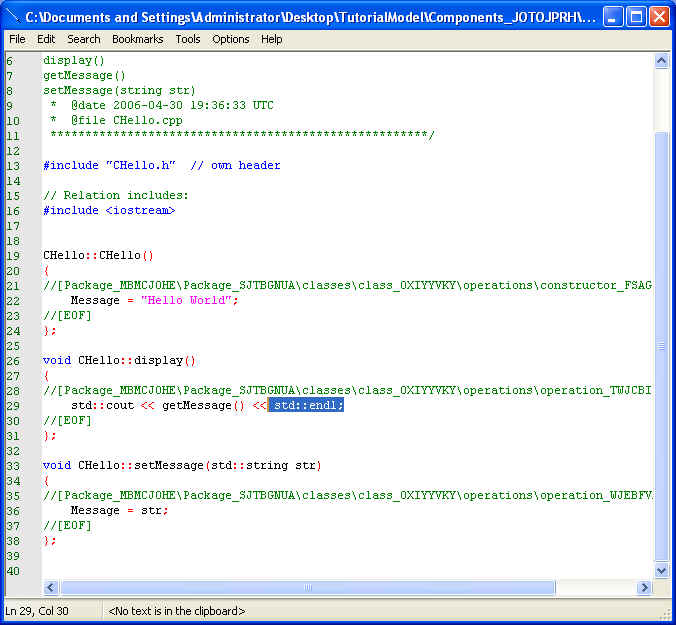 C:\Documents and Settings\Administrator\Desktop\TutorialModel\Components_JOTOJPRH\...
File Edit Search Bookmarks Tools Options Help
6 display()
7 getMessage()
8 setMessage(string str)
9 * @date 2006-04-30 19:36:33 UTC
10 * @file CHello.cpp
11 ******************************************************/
12
13 #include "CHello.h" // own header
14
15 // Relation includes:
16 #include <iostream>
17
18
19 CHello::CHello()
20 {
21 //[Package_MBMCJOHE\Package_SJTBGNUA\classes\class_OXIYYVKY\operations\constructor_FSAG
22 Message = "Hello World";
23 //[EOF]
24 };
25
26 void CHello::display()
27 {
28 //[Package_MBMCJOHE\Package_SJTBGNUA\classes\class_OXIYYVKY\operations\operation_TWJCBI
29 std::cout << getMessage() << std::endl;
30 //[EOF]
31 };
32
33 void CHello::setMessage(std::string str)
34 {
35 //[Package_MBMCJOHE\Package_SJTBGNUA\classes\class_OXIYYVKY\operations\operation_WJEBFV
36 Message = str;
37 //[EOF]
38 };
39
40
Ln 29, Col 30 <No text is in the clipboard>